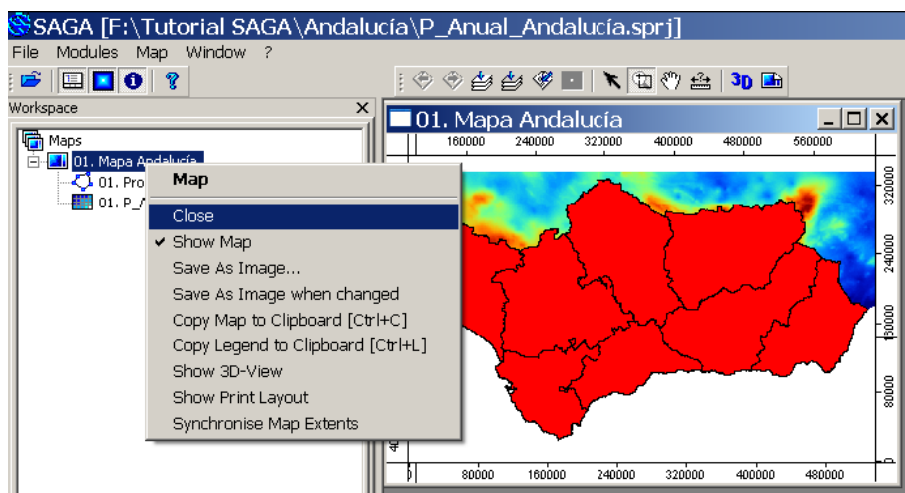 SAGA [F:\Tutorial SAGA\Andalucía\P_Anual_Andalucía.sprj]]
File Modules Map Window ?
3D
Workspace
Maps
01. Mapa Andalucía
01. Pro
01. P_
Map
Close
Show Map
Save As Image...
Save As Image when changed
Copy Map to Clipboard [Ctrl+C]
Copy Legend to Clipboard [Ctrl+L]
Show 3D-View
Show Print Layout
Synchronise Map Extents
01. Mapa Andalucía
160000 240000 320000 400000 480000 560000
320000
240000
80000
0
80000 160000 240000 320000 400000 480000